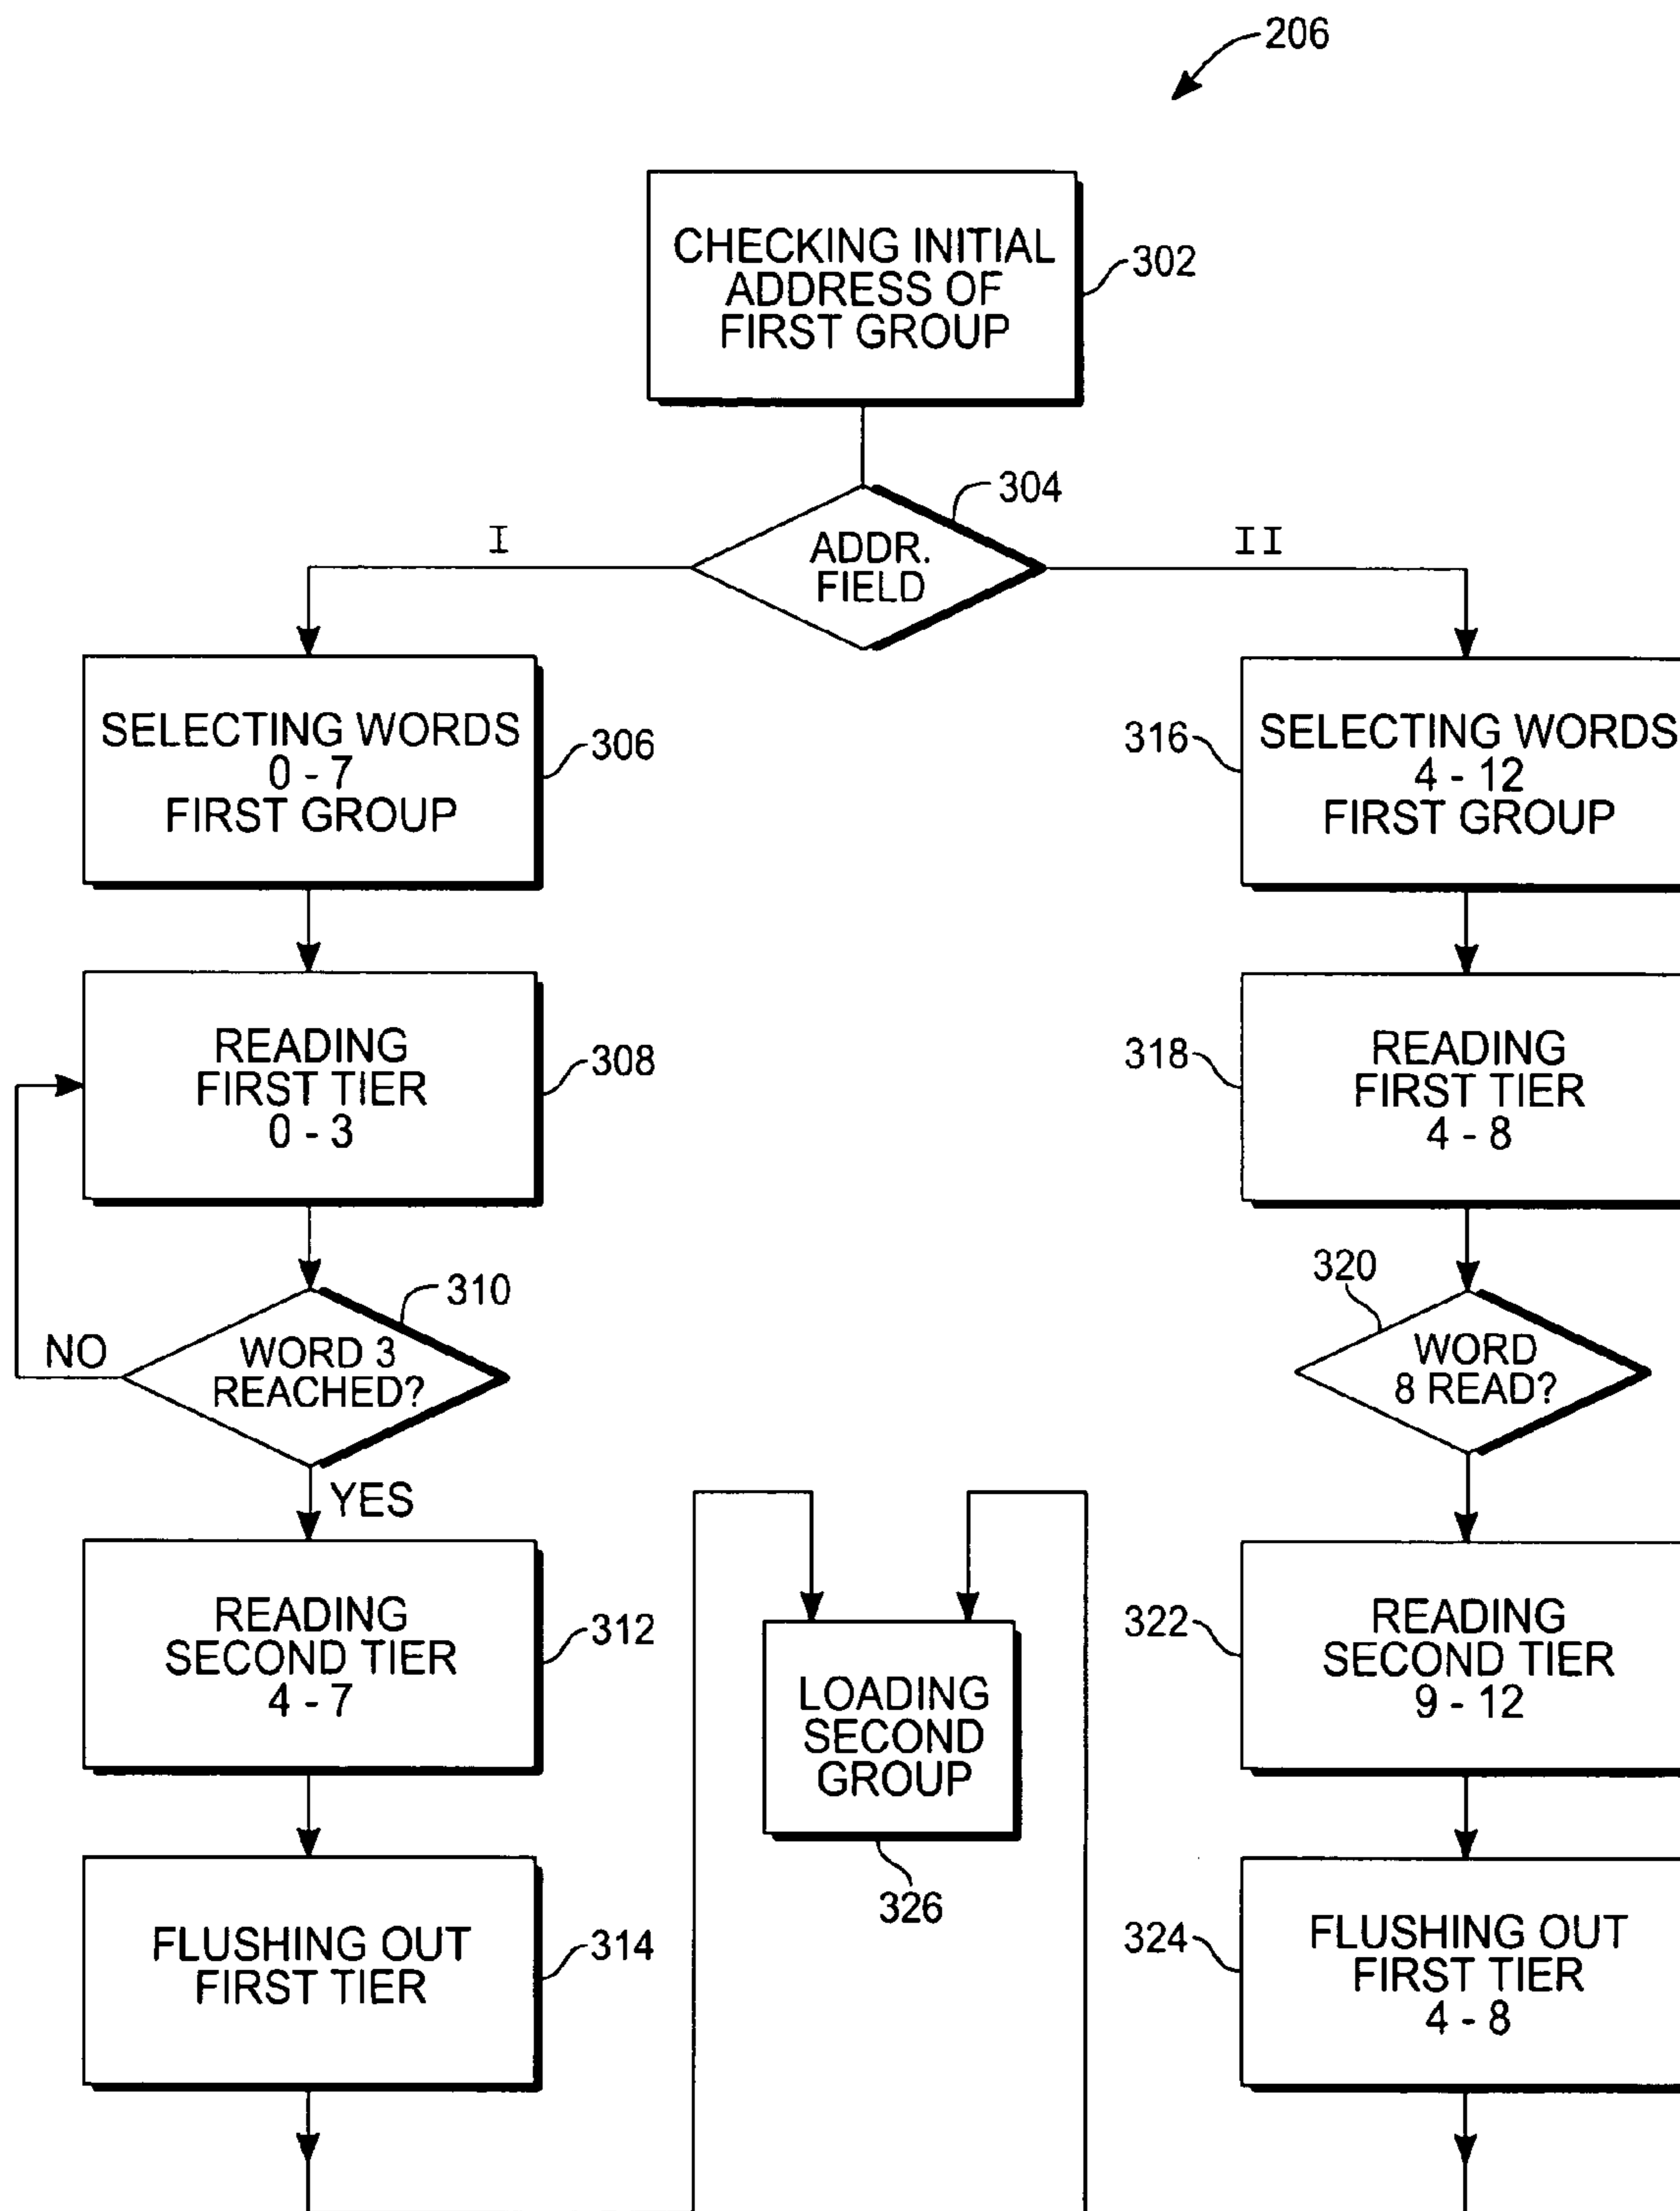 206
CHECKING INITIAL
ADDRESS OF
FIRST GROUP
302
304
ADDR.
FIELD
I
II
SELECTING WORDS
0 - 7
FIRST GROUP
306
316
SELECTING WORDS
4 - 12
FIRST GROUP
READING
FIRST TIER
0 - 3
308
318
READING
FIRST TIER
4 - 8
310
WORD 3
REACHED?
NO
YES
320
WORD
8 READ?
READING
SECOND TIER
4 - 7
312
LOADING
SECOND
GROUP
326
322
READING
SECOND TIER
9 - 12
FLUSHING OUT
FIRST TIER
314
324
FLUSHING OUT
FIRST TIER
4 - 8